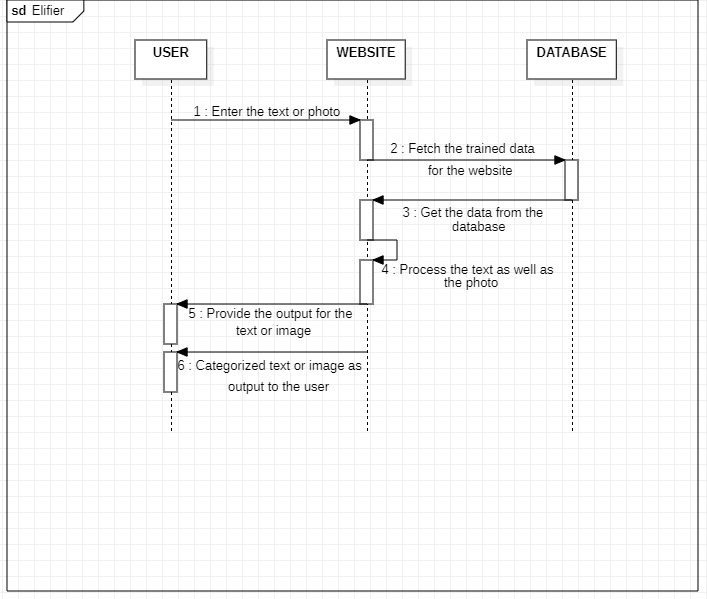 sd Elifier
USER
WEBSITE
DATABASE
1 : Enter the text or photo
2 : Fetch the trained data
for the website
3 : Get the data from the
database
4 : Process the text as well as
the photo
5 : Provide the output for the
text or image
6 : Categorized text or image as
output to the user